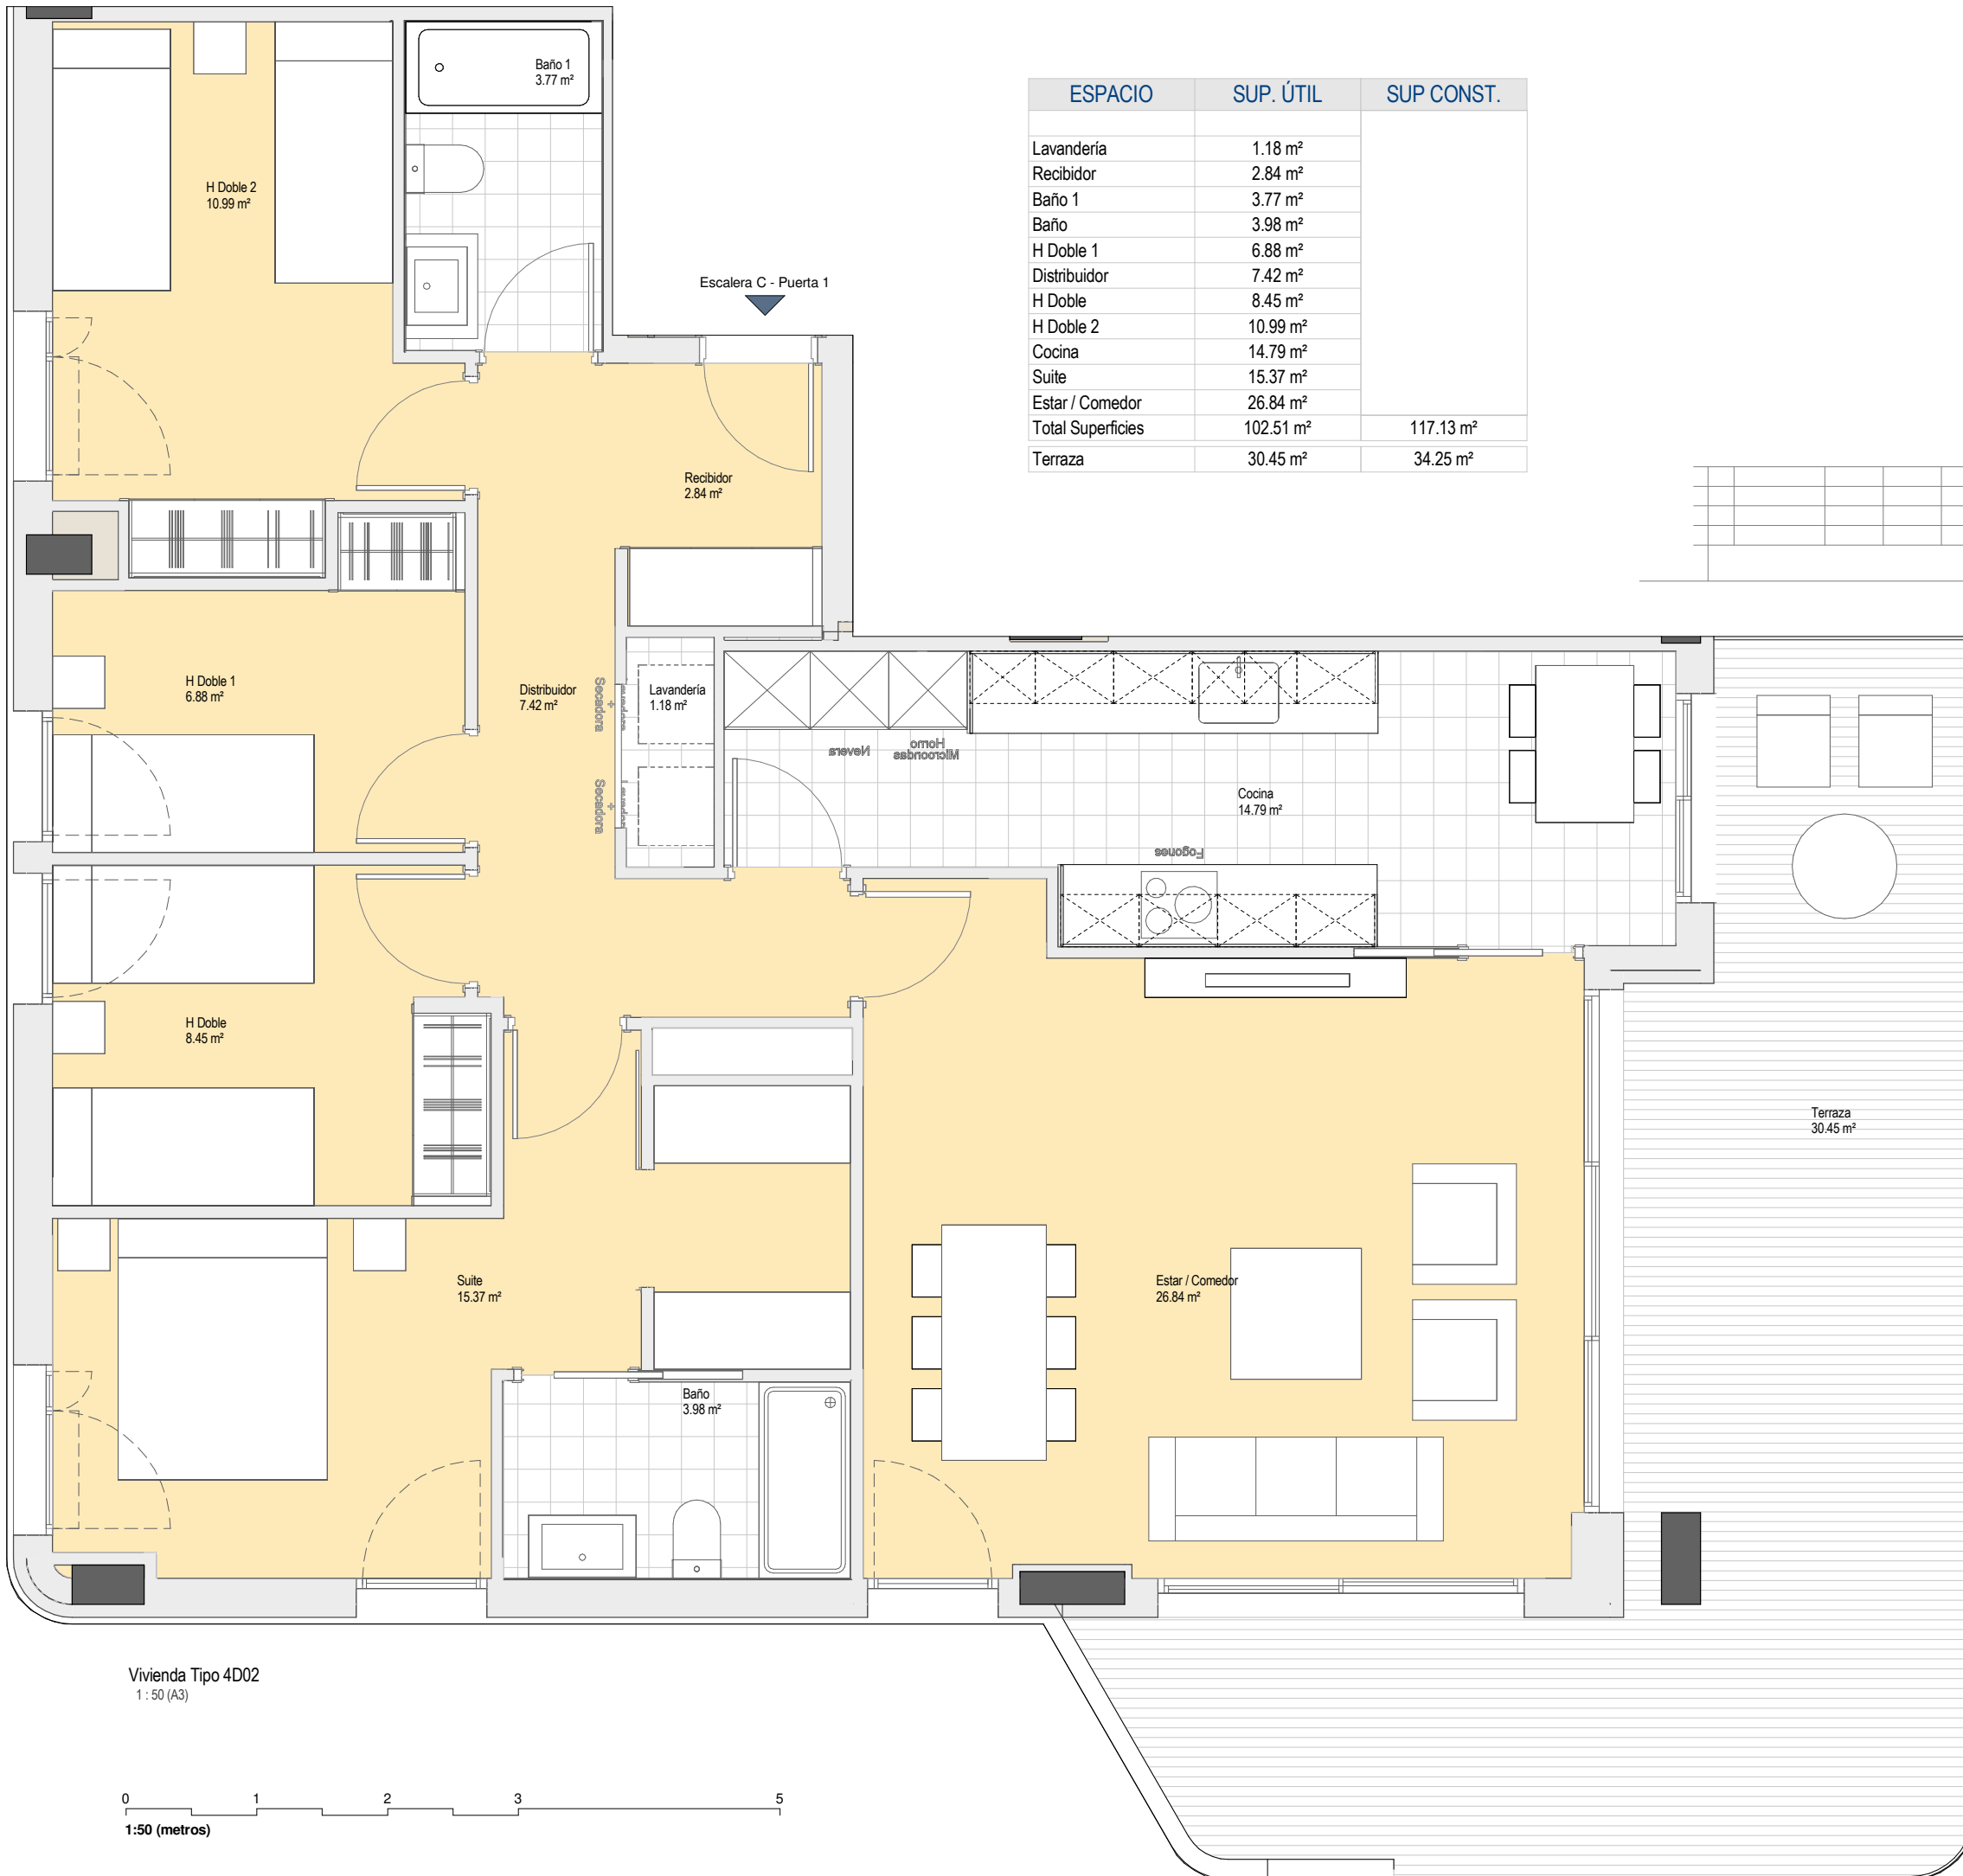 Baño 1
3.77 m²
H Doble 2
10.99 m²
Escalera C - Puerta 1
ESPACIO SUP. ÚTIL SUP CONST.
Lavandería 1.18 m²
Recibidor 2.84 m²
Baño 1 3.77 m²
Baño 3.98 m²
H Doble 1 6.88 m²
Distribuidor 7.42 m²
H Doble 8.45 m²
H Doble 2 10.99 m²
Cocina 14.79 m²
Suite 15.37 m²
Estar / Comedor 26.84 m²
Total Superficies 102.51 m² 117.13 m²
Terraza 30.45 m² 34.25 m²
Recibidor
2.84 m²
H Doble 1
6.88 m²
Distribuidor
7.42 m²
Secadora
+
Lavandería
1.18 m²
Secadora
+
Nevera
Horno
Microondas
Cocina
14.79 m²
Fogones
H Doble
8.45 m²
Terraza
30.45 m²
Suite
15.37 m²
Estar / Comedor
26.84 m²
Baño
3.98 m²
Vivienda Tipo 4D02
1 : 50 (A3)
0 1 2 3 5
1:50 (metros)